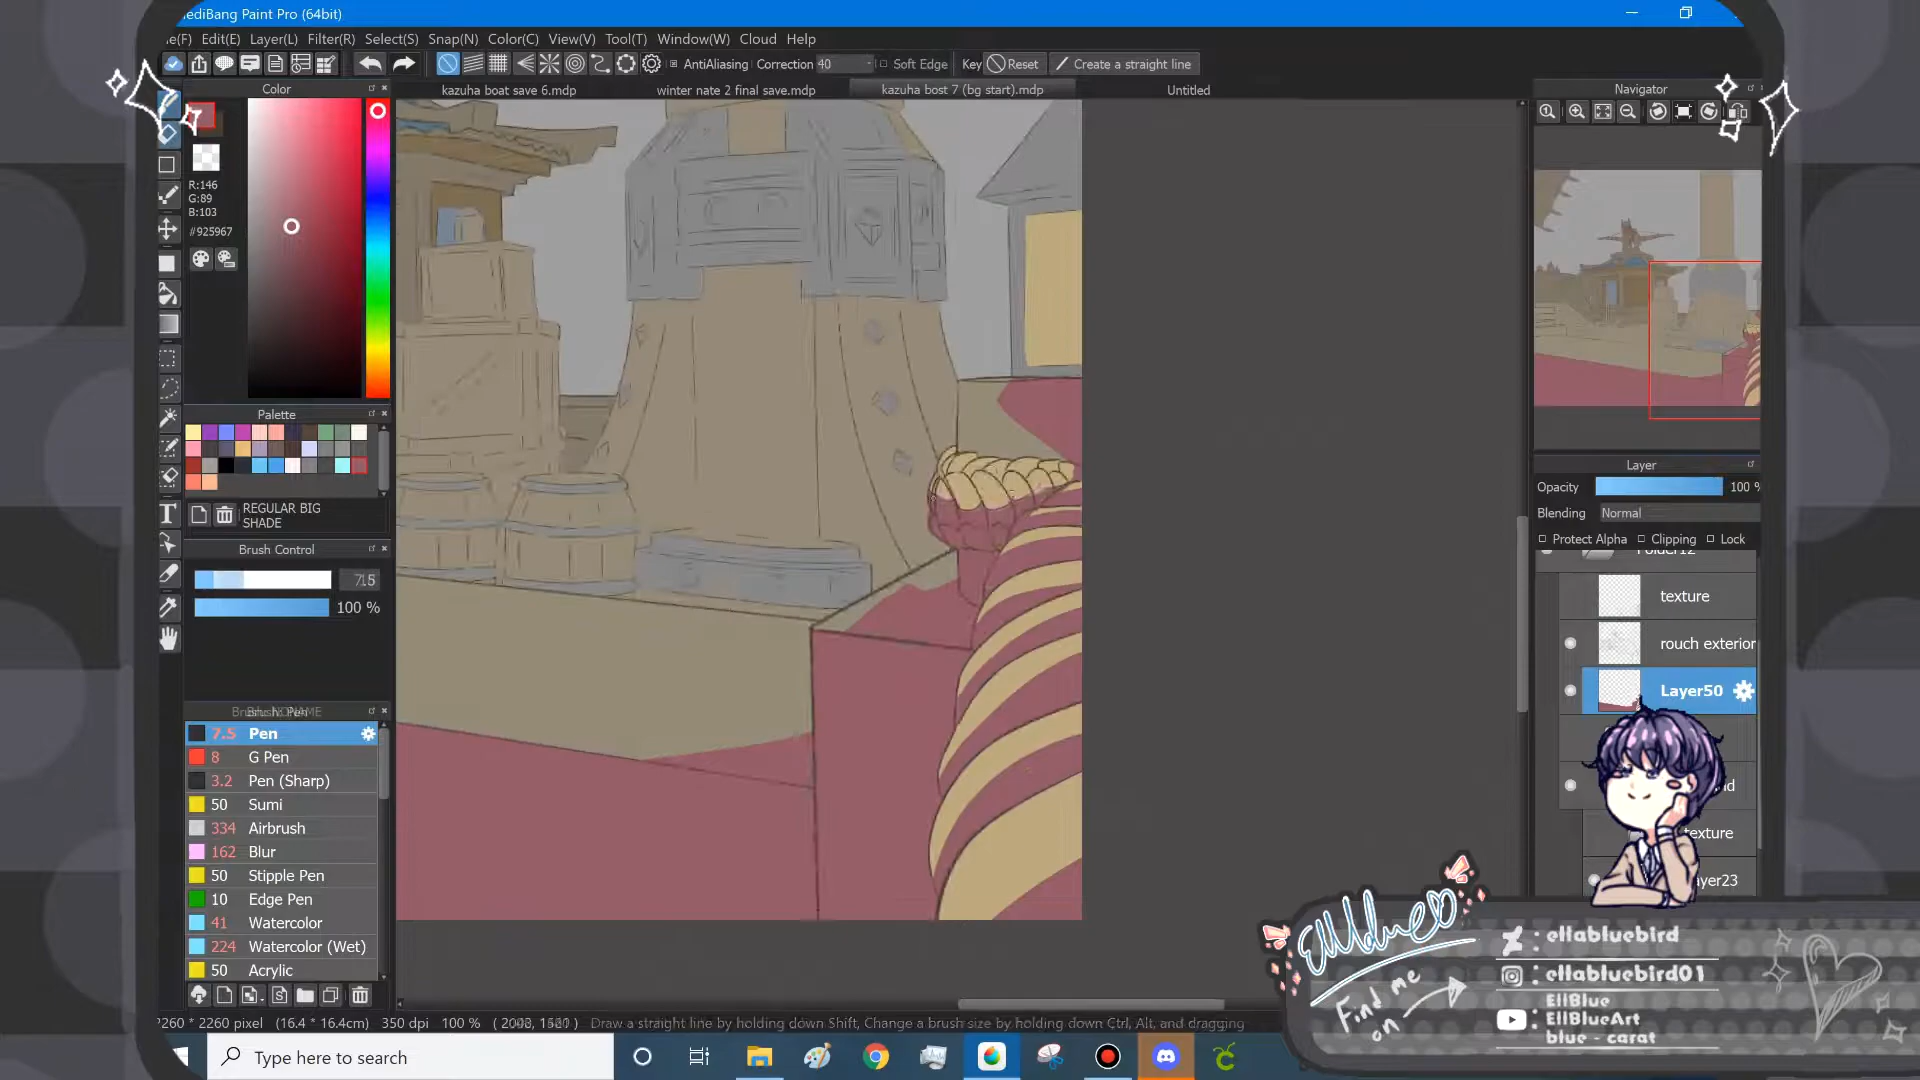 ediBang Paint Pro (64bit)
(F) Edit(E) Layer(L) Filter(R) Select(S) Snap(N) Color(C) View(V) Tool(T) Window(W) Cloud Help
AntiAliasing Correction 40 Soft Edge Key Reset Create a straight line
Color
kazuha boat save 6.mdp winter nate 2 final save.mdp kazuha bost 7 (bg start).mdp Untitled
Navigator
R:146
G:89
B:103
#925967
Palette
REGULAR BIG
SHADE
Brush Control
7.5
100 %
7.5 Pen
8 G Pen
3.2 Pen (Sharp)
50 Sumi
334 Airbrush
162 Blur
50 Stipple Pen
10 Edge Pen
41 Watercolor
224 Watercolor (Wet)
50 Acrylic
Layer
Opacity 100 %
Blending Normal
Protect Alpha Clipping Lock
Folder12
texture
rouch exterior
Layer50
nd
texture
ayer23
2260 * 2260 pixel (16.4 * 16.4cm) 350 dpi 100 % Draw a straight line by holding down Shift, Change a brush size by holding down Ctrl, Alt, and dragging
Type here to search
Find me
on
: ellabluebird
: ellabluebird01
: EllBlue
EllBlueArt
blue - carat